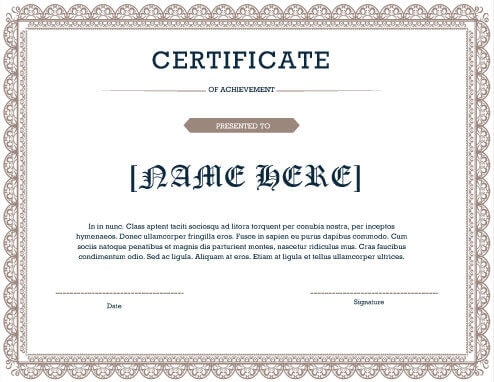 CERTIFICATE
OF ACHIEVEMENT
PRESENTED TO
[NAME HERE]
In in nunc. Class aptent taciti sociosqu ad litora torquent per conubia nostra, per inceptos
hymenaeos. Donec ullamcorper fringilla eros. Fusce in sapien eu purus dapibus commodo. Cum
sociis natoque penatibus et magnis dis parturient montes, nascetur ridiculus mus. Cras faucibus
condimentum odio. Sed ac ligula. Aliquam at eros. Etiam at ligula et tellus ullamcorper ultrices.
Date
Signature